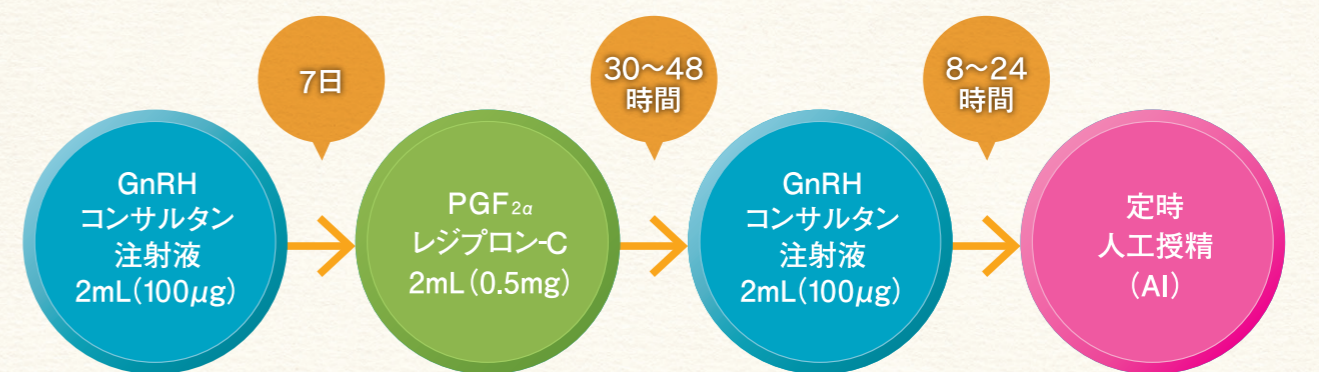 7日
30～48
時間
8～24
時間
GnRH
コンサルタン
注射液
2mL（100μg）
PGF2α
レジプロン-C
2mL（0.5mg）
GnRH
コンサルタン
注射液
2mL（100μg）
定時
人工授精
（AI）